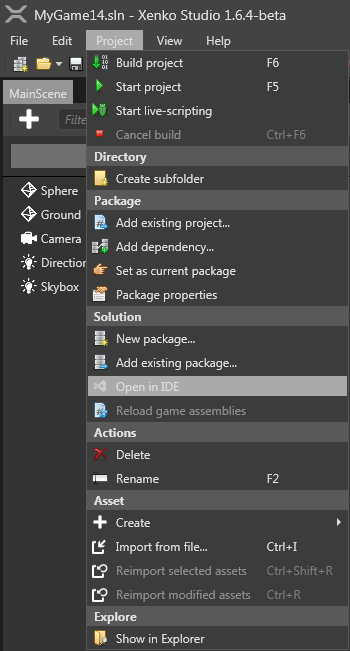 MyGame14.sln - Xenko Studio 1.6.4-beta
File Edit Project View Help
Build project F6
Start project F5
MainScene
Start live-scripting
Filte
Cancel build Ctrl+F6
Directory
Create subfolder
Package
Sphere
Add existing project...
Ground
Add dependency...
Camera
Set as current package
Direction
Package properties
Skybox
Solution
New package...
Add existing package...
Open in IDE
Reload game assemblies
Actions
Delete
Rename F2
Asset
Create
Import from file... Ctrl+I
Reimport selected assets Ctrl+Shift+R
Reimport modified assets Ctrl+R
Explore
Show in Explorer